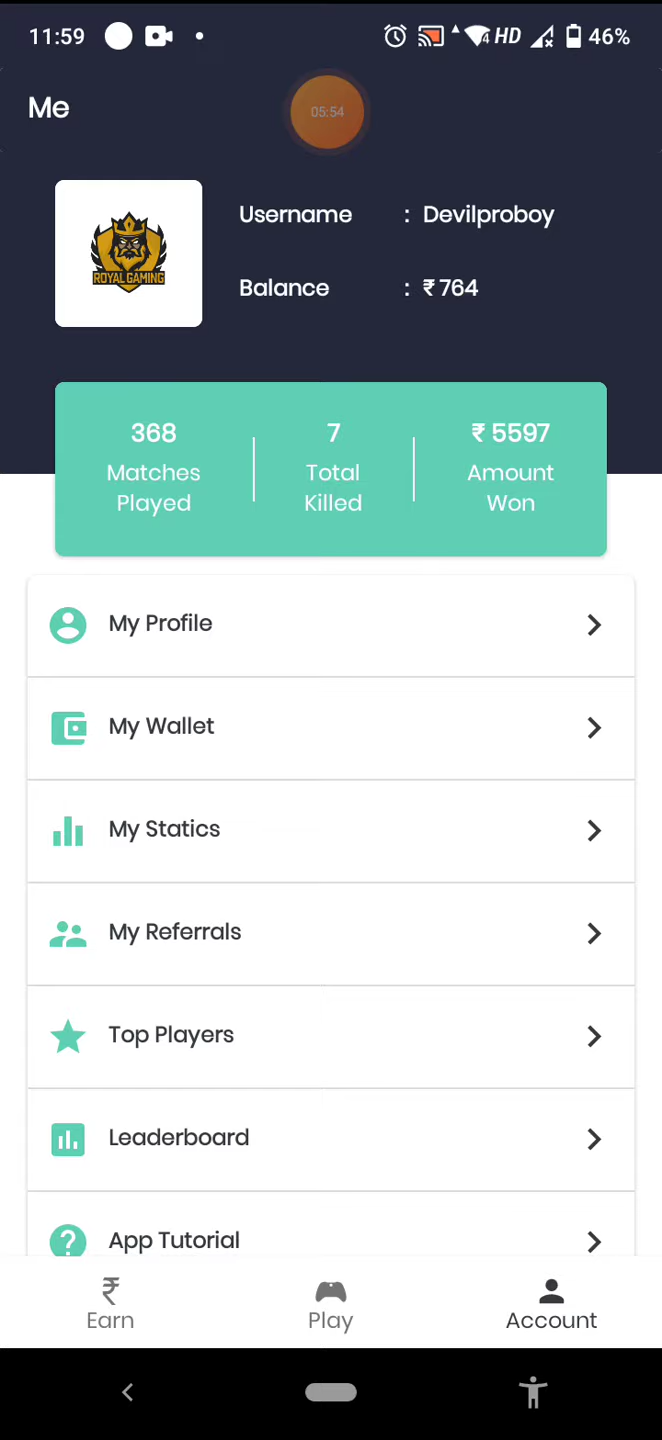 11:59
4 HD 46%
Me
05:54
ROYAL GAMING
Username : Devilproboy
Balance : ₹ 764
368 7 ₹ 5597
Matches Total Amount
Played Killed Won
My Profile
My Wallet
My Statics
My Referrals
Top Players
Leaderboard
App Tutorial
Earn Play Account